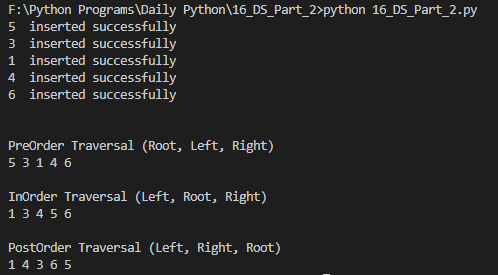 F:\Python Programs\Daily Python\16_DS_Part_2>python 16_DS_Part_2.py
5  inserted successfully
3  inserted successfully
1  inserted successfully
4  inserted successfully
6  inserted successfully
PreOrder Traversal (Root, Left, Right)
5 3 1 4 6
InOrder Traversal (Left, Root, Right)
1 3 4 5 6
PostOrder Traversal (Left, Right, Root)
1 4 3 6 5